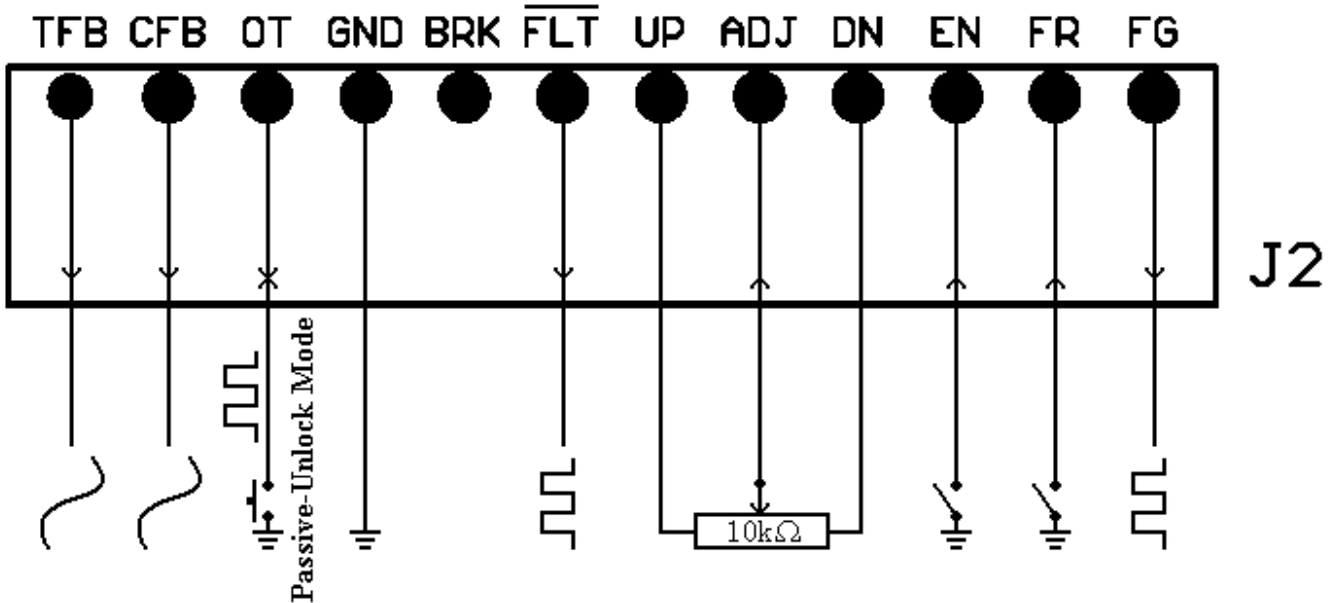 TFB CFB OT GND BRK FLT UP ADJ DN EN FR FG
J2
Passive-Unlock Mode
10kΩ